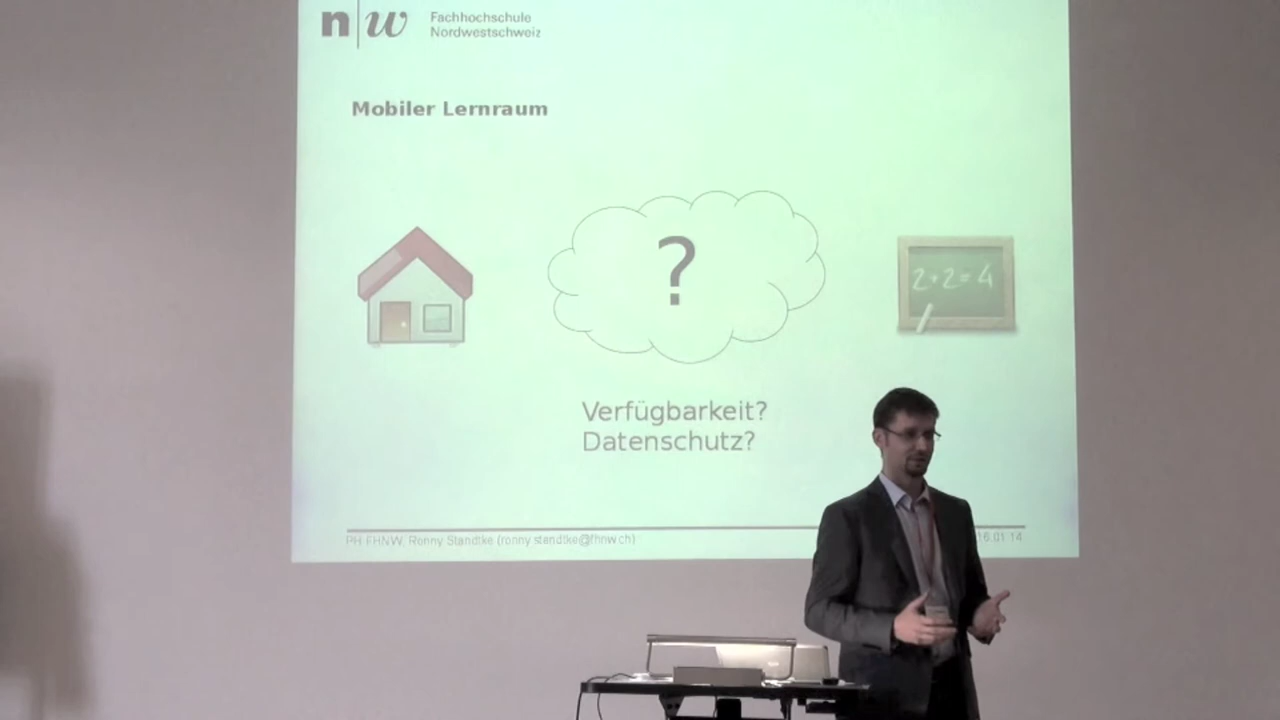 n|w Fachhochschule
Nordwestschweiz
Mobiler Lernraum
?
2+2=4
Verfügbarkeit?
Datenschutz?
PH FHNW, Ronny Standtke (ronny.standtke@fhnw.ch)
16.01.14